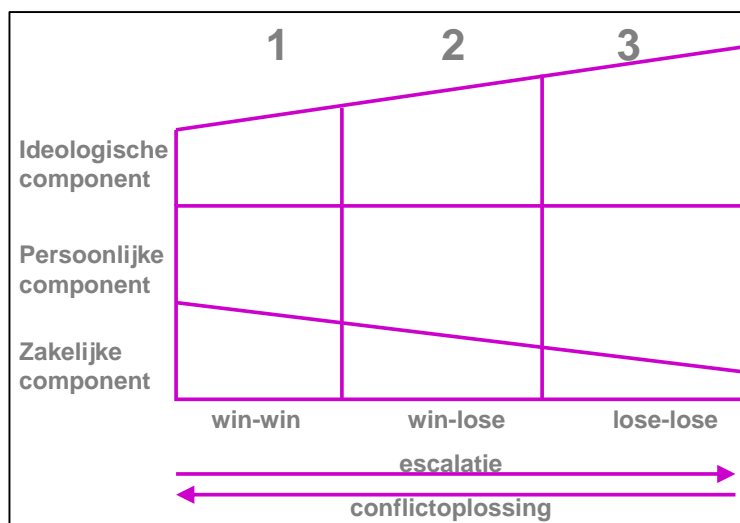 1 2 3
Ideologische
component
Persoonlijke
component
Zakelijke
component
win-win win-lose lose-lose
escalatie
conflictoplossing